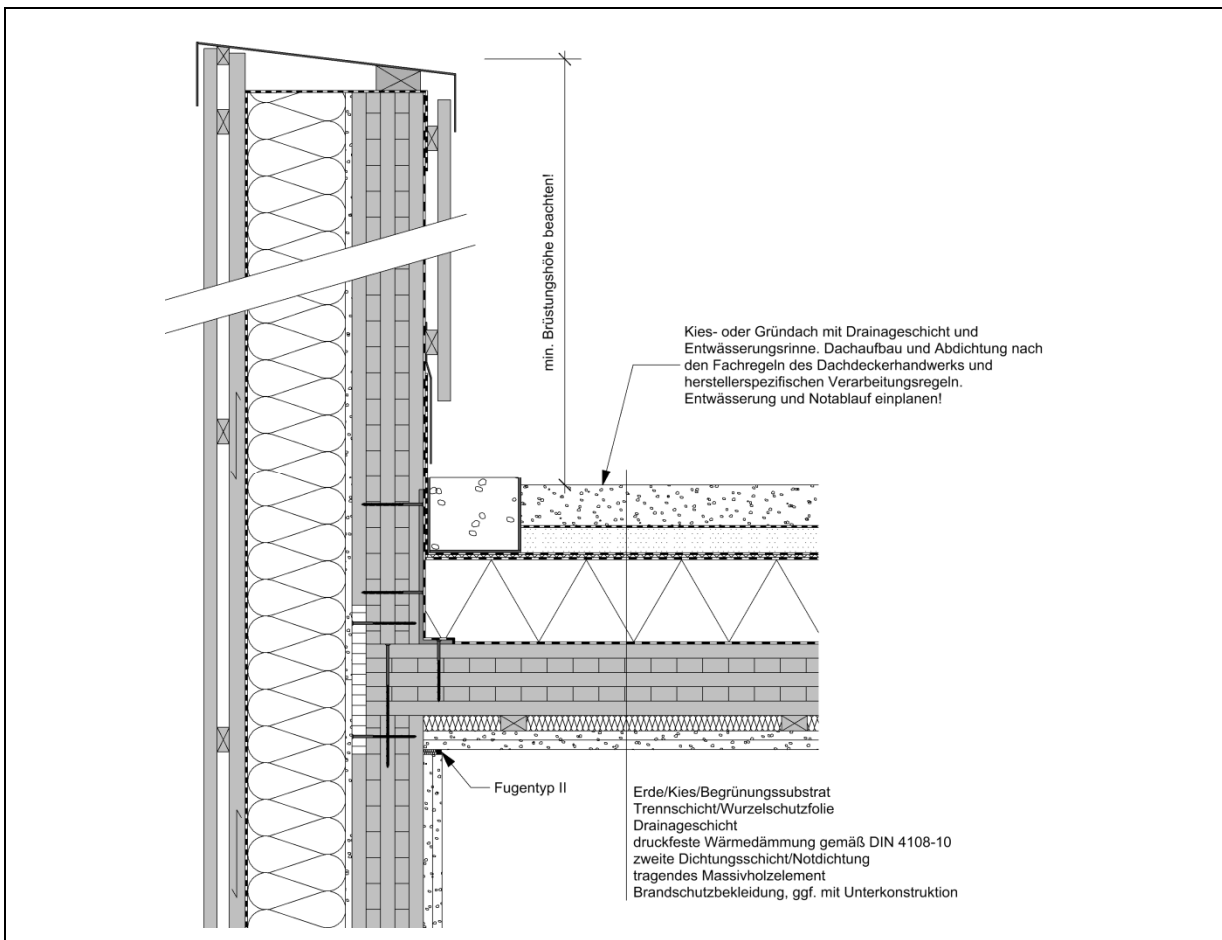 min. Brüstungshöhe beachten!
Kies- oder Gründach mit Drainageschicht und
Entwässerungsrinne. Dachaufbau und Abdichtung nach
den Fachregeln des Dachdeckerhandwerks und
herstellerspezifischen Verarbeitungsregeln.
Entwässerung und Notablauf einplanen!
Fugentyp II
Erde/Kies/Begrünungssubstrat
Trennschicht/Wurzelschutzfolie
Drainageschicht
druckfeste Wärmedämmung gemäß DIN 4108-10
zweite Dichtungsschicht/Notdichtung
tragendes Massivholzelement
Brandschutzbekleidung, ggf. mit Unterkonstruktion